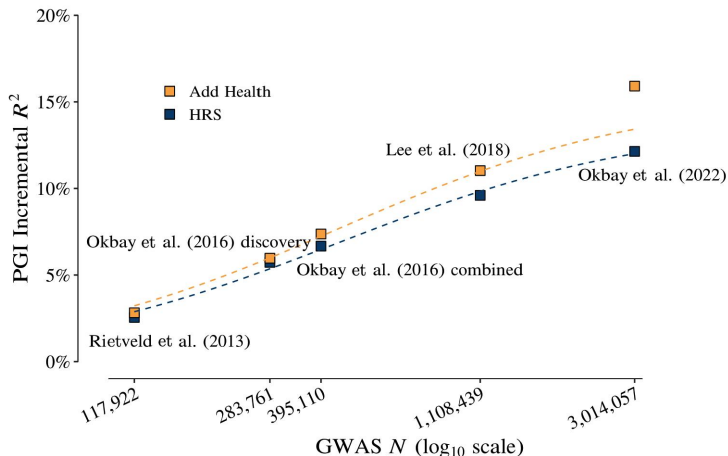 20%
15%
10%
5%
0%
PGI Incremental R²
Add Health
HRS
Lee et al. (2018)
Okbay et al. (2022)
Okbay et al. (2016) discovery
Okbay et al. (2016) combined
Rietveld et al. (2013)
117,922
283,761
395,110
1,108,439
3,014,057
GWAS N (log₁₀ scale)